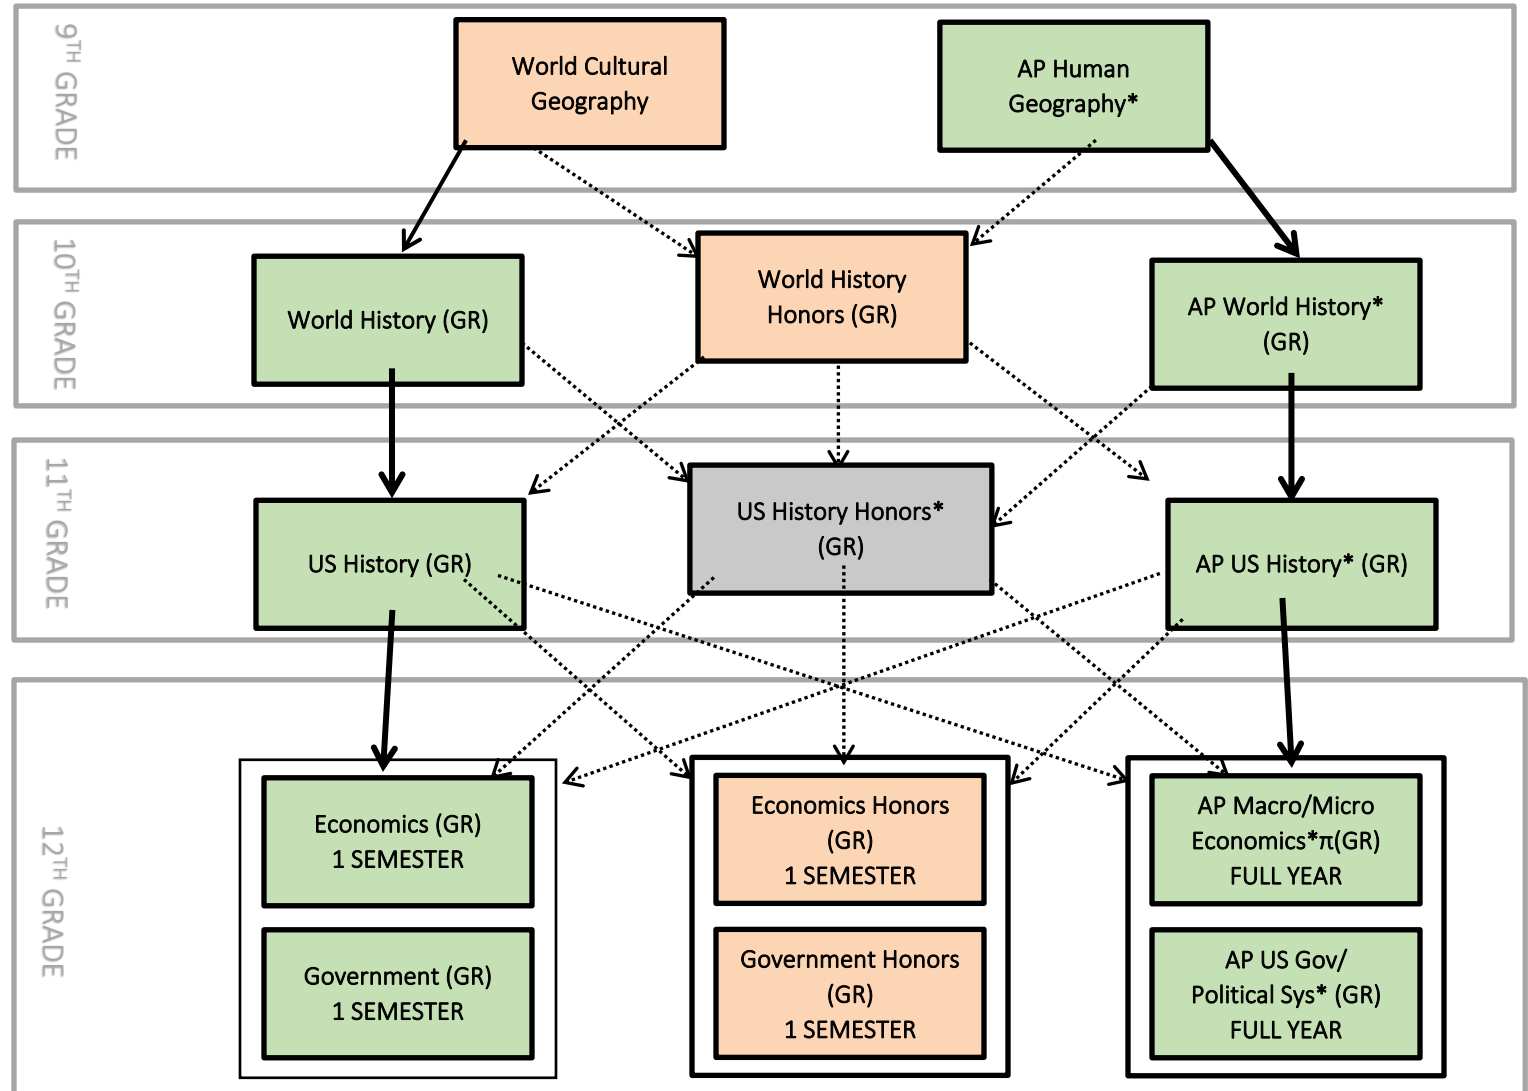 9TH GRADE
World Cultural
Geography
AP Human
Geography*
10TH GRADE
World History (GR)
World History
Honors (GR)
AP World History*
(GR)
11TH GRADE
US History (GR)
US History Honors*
(GR)
AP US History* (GR)
12TH GRADE
Economics (GR)
1 SEMESTER
Government (GR)
1 SEMESTER
Economics Honors
(GR)
1 SEMESTER
Government Honors
(GR)
1 SEMESTER
AP Macro/Micro
Economics*π(GR)
FULL YEAR
AP US Gov/
Political Sys* (GR)
FULL YEAR